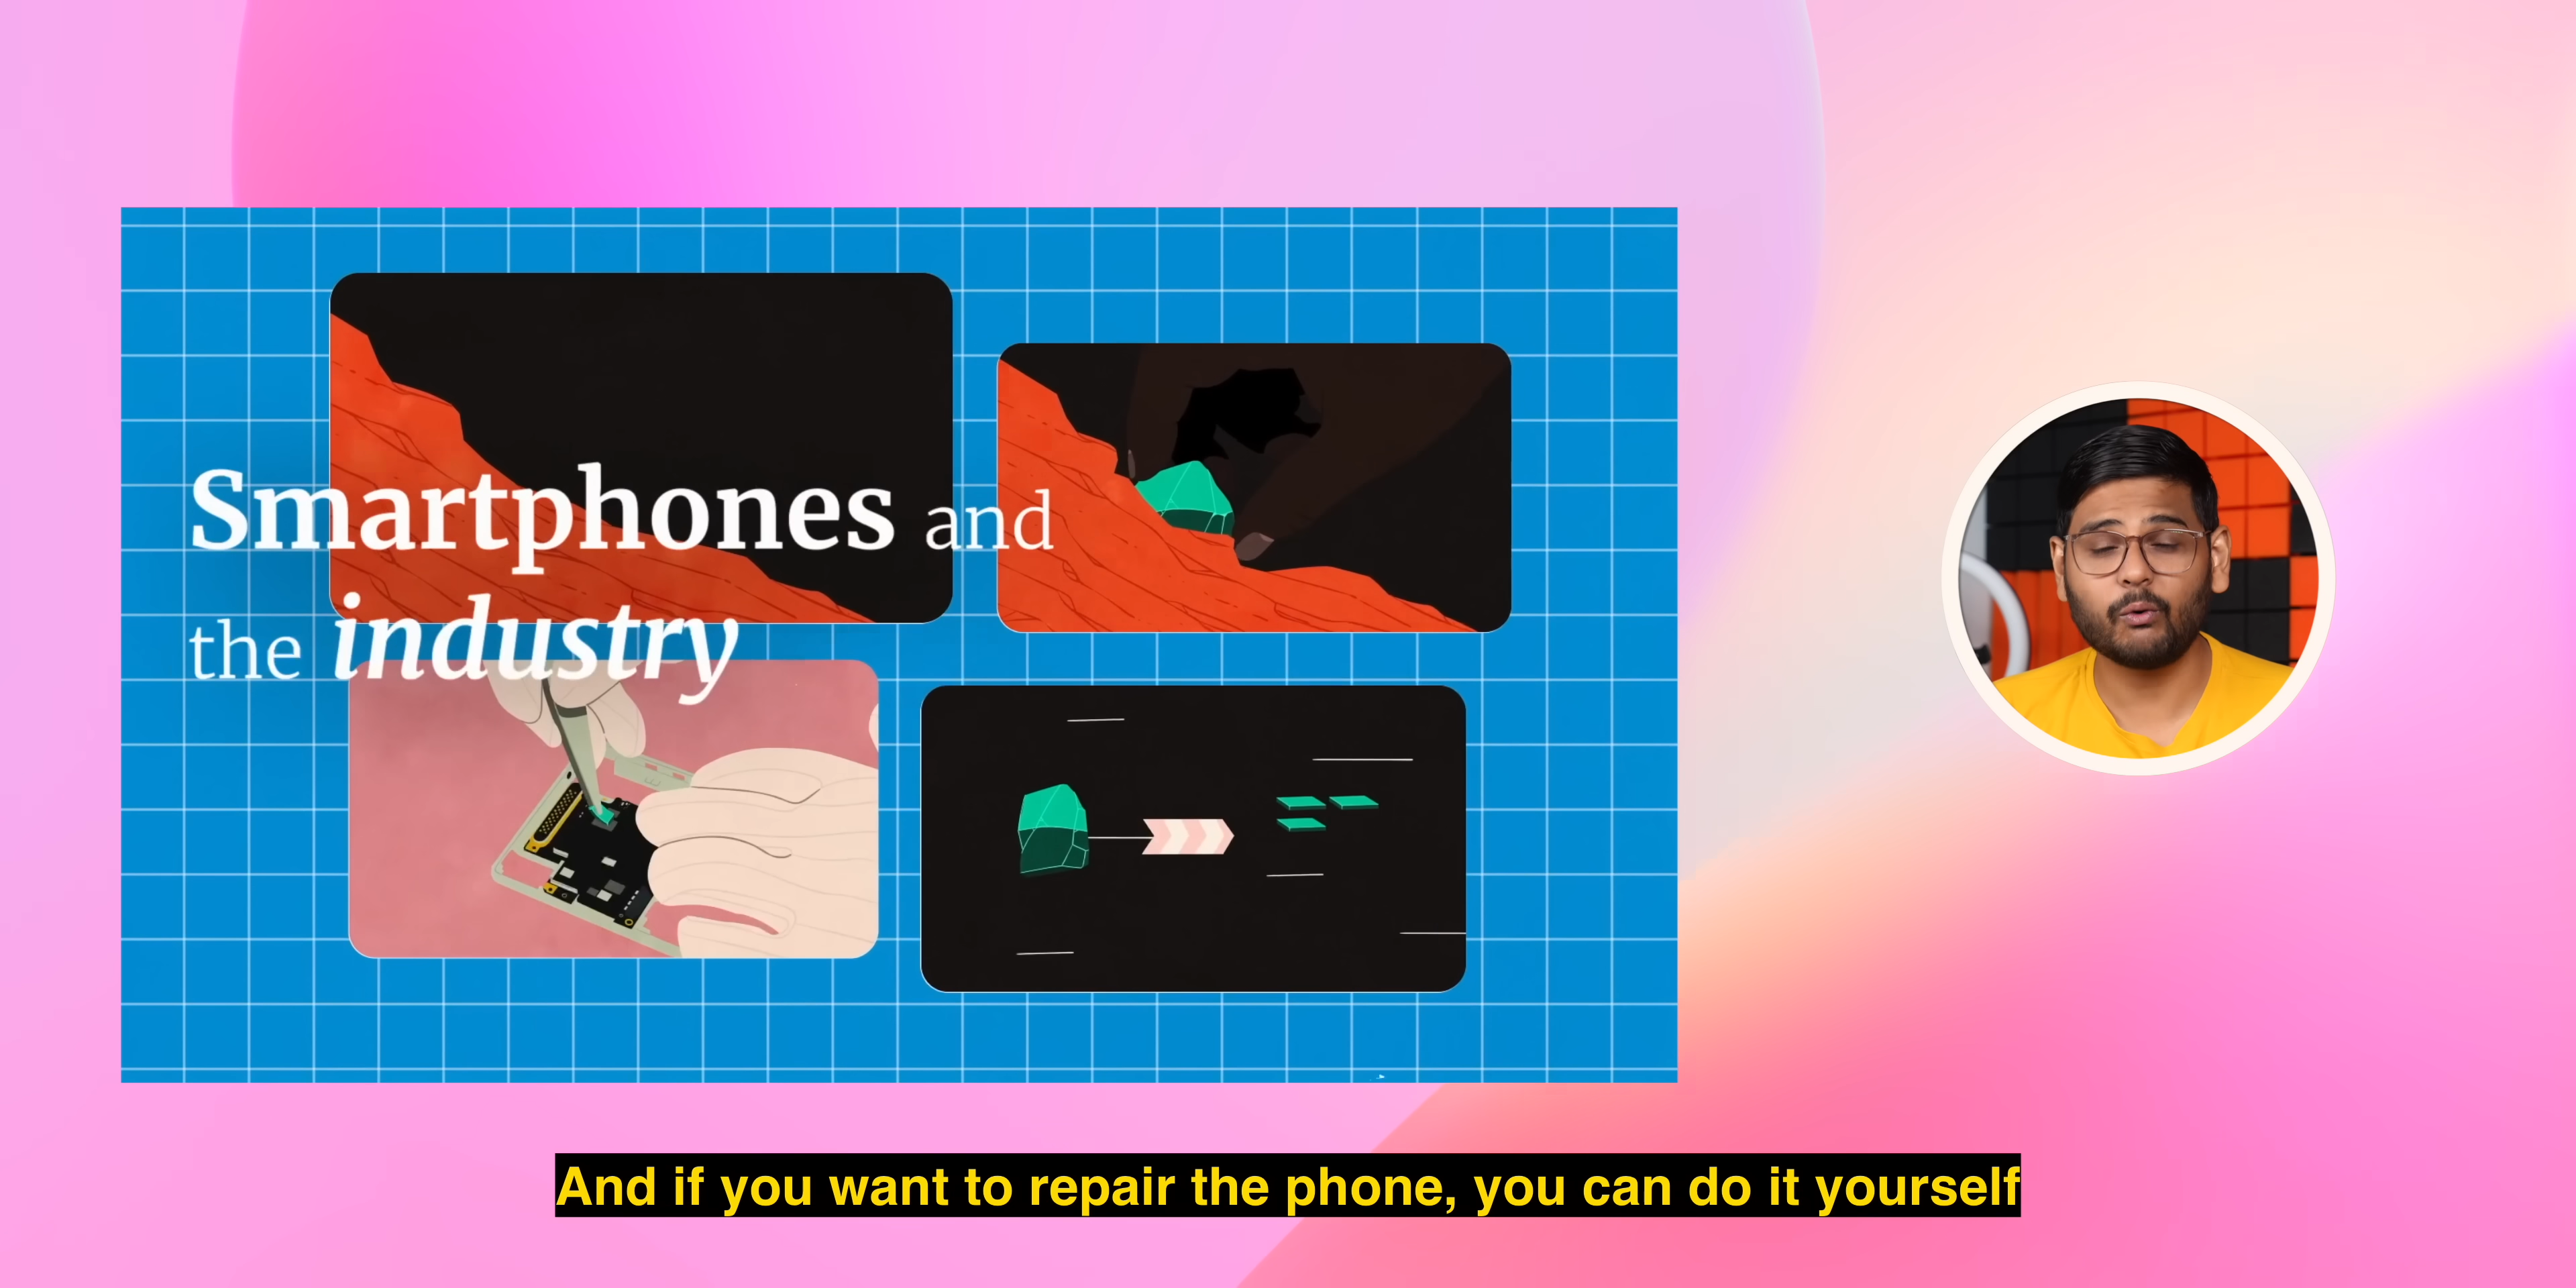 Smartphones and
the industry
And if you want to repair the phone, you can do it yourself